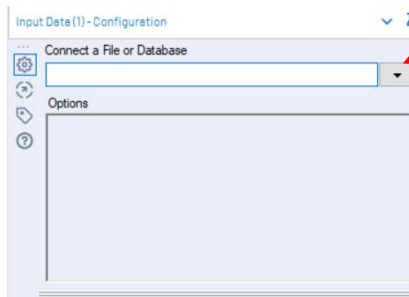 Input Data (1) - Configuration
Connect a File or Database
Options